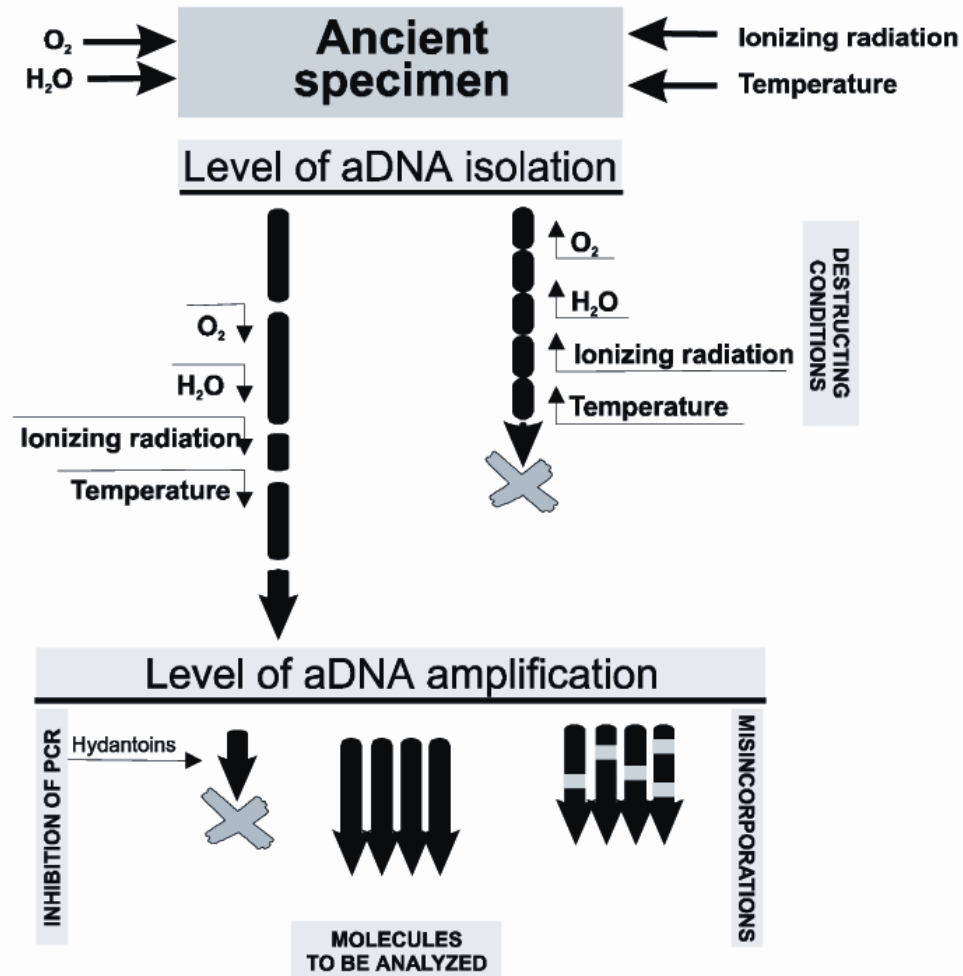 O₂
H₂O
Ancient
specimen
Ionizing radiation
Temperature
Level of aDNA isolation
O₂
H₂O
Ionizing radiation
Temperature
O₂
H₂O
Ionizing radiation
Temperature
DESTRUCTING
CONDITIONS
Level of aDNA amplification
INHIBITION OF PCR
Hydantoins
MISINCORPORATIONS
MOLECULES
TO BE ANALYZED